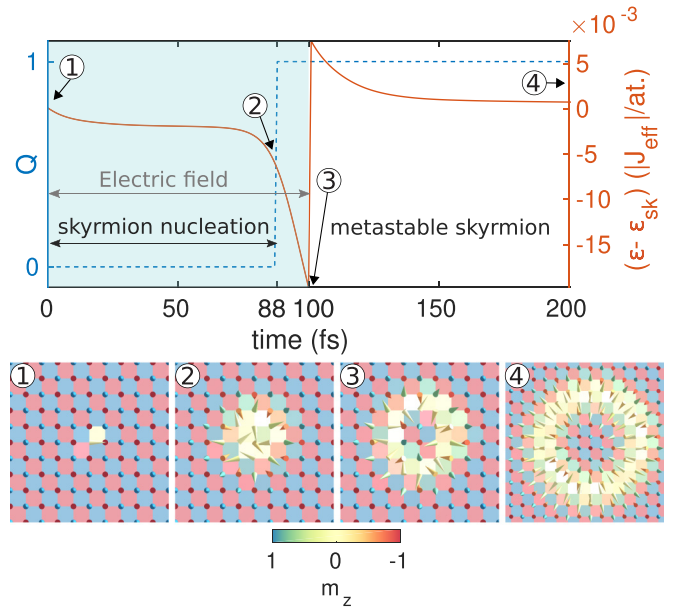 ×10⁻³
1
0
Q
5
0
-5
-10
-15
(ε- ε_sk) (|J_eff|/at.)
①
②
③
④
Electric field
skyrmion nucleation
metastable skyrmion
0 50 88 100 150 200
time (fs)
① ② ③ ④
1 0 -1
m_z